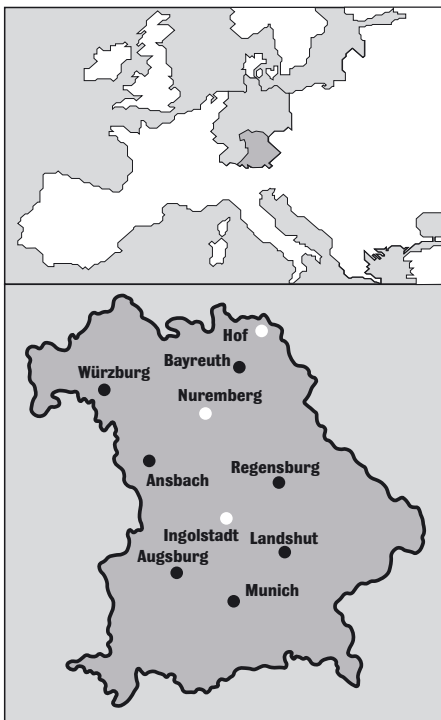 Hof
Bayreuth
Würzburg
Nuremberg
Ansbach
Regensburg
Ingolstadt
Landshut
Augsburg
Munich